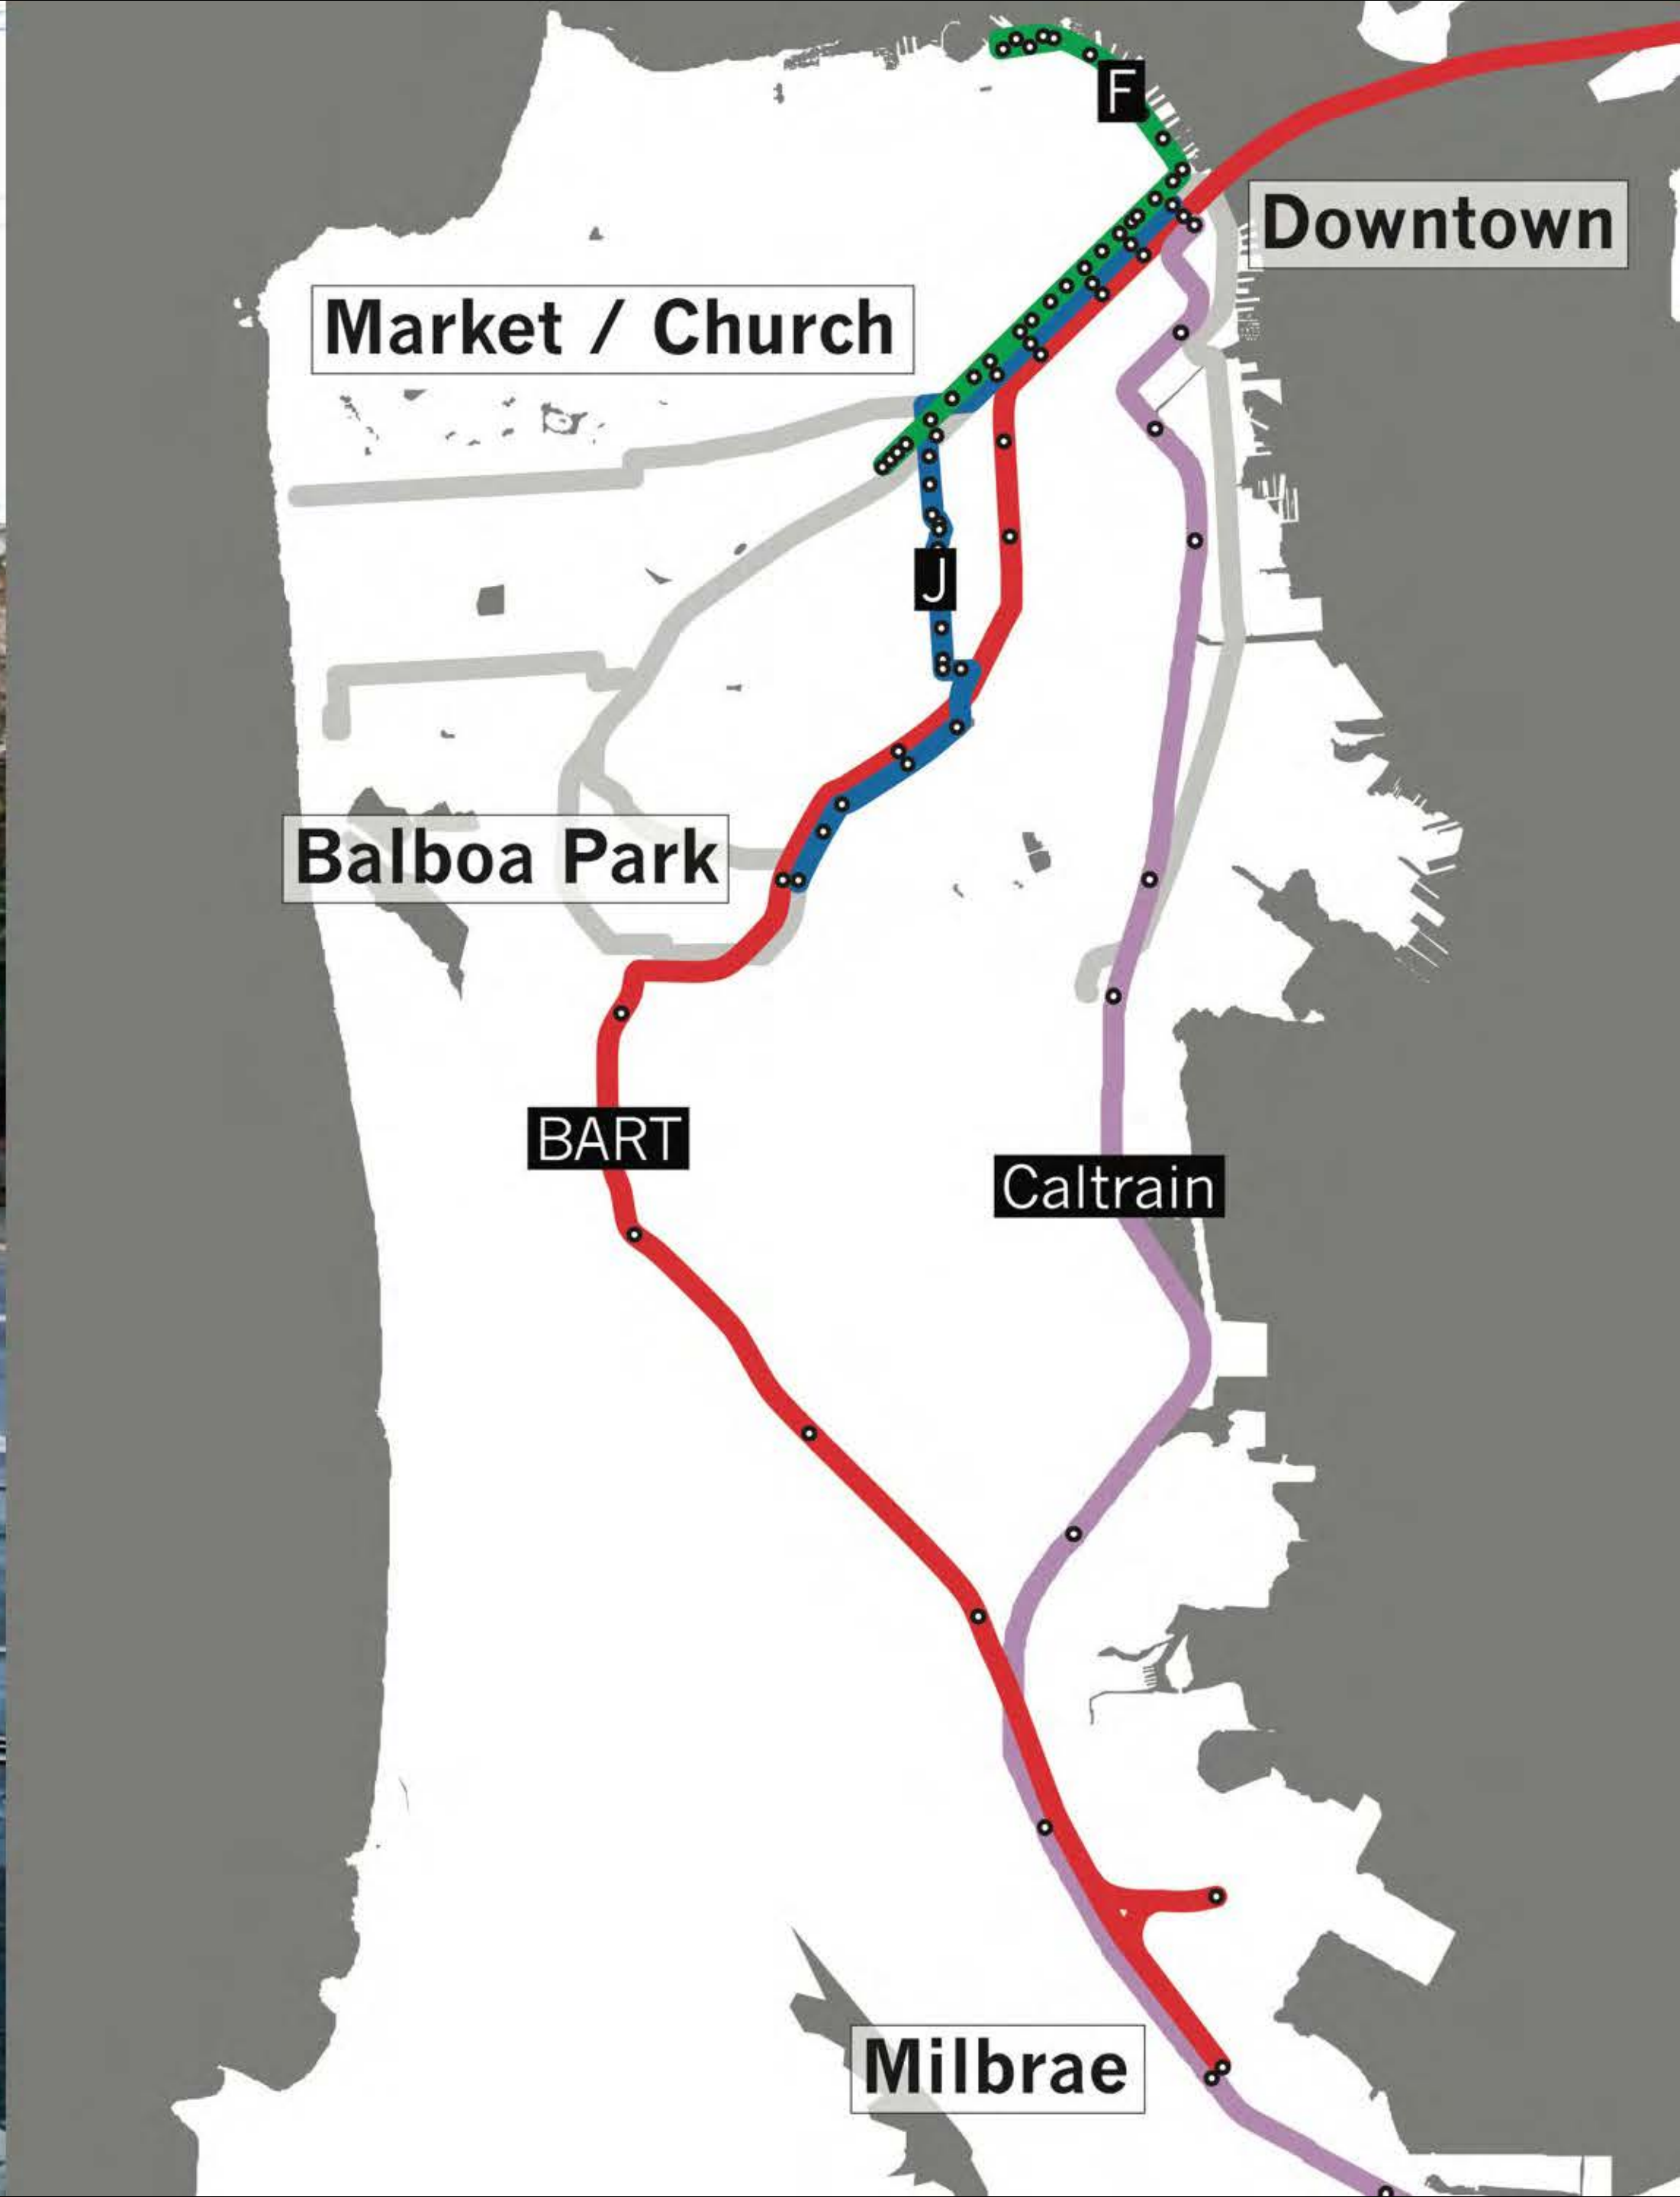 F
Downtown
Market / Church
J
Balboa Park
BART
Caltrain
Milbrae